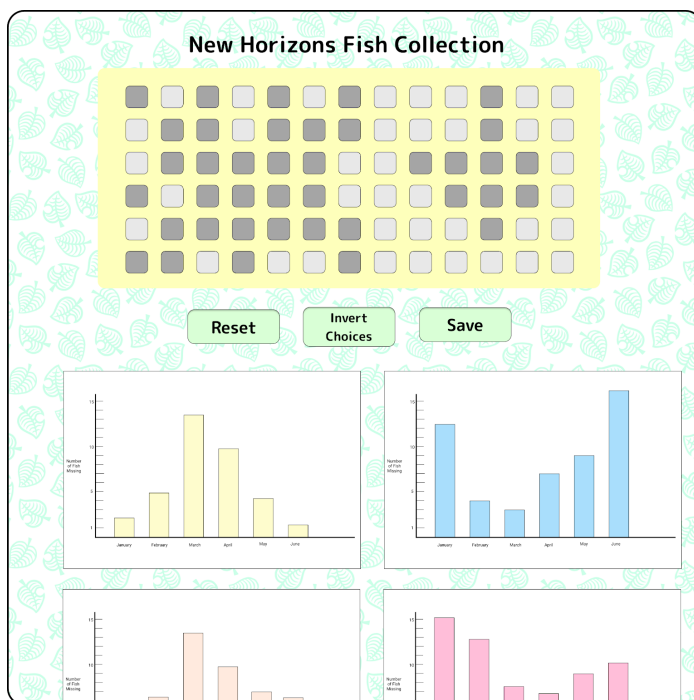 New Horizons Fish Collection
Reset
Invert
Choices
Save
15
10
5
1
Number
of Fish
Missing
January
February
March
April
May
June
15
10
5
1
Number
of Fish
Missing
January
February
March
April
May
June
15
10
Number
of Fish
Missing
15
10
Number
of Fish
Missing